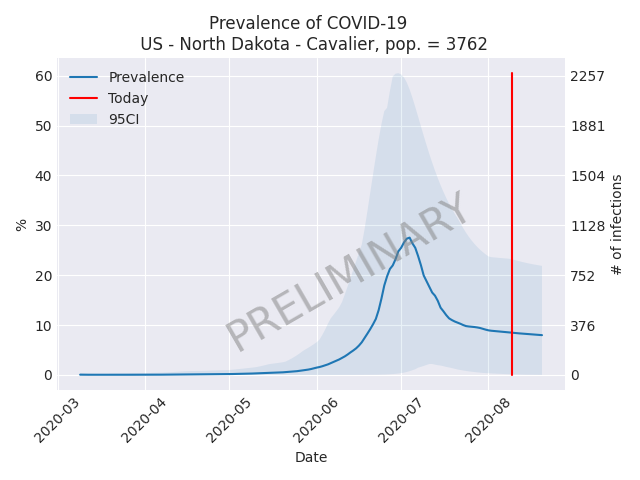 Prevalence of COVID-19
US - North Dakota - Cavalier, pop. = 3762
Prevalence
Today
95CI
60
50
40
30
20
10
0
%
2257
1881
1504
1128
752
376
0
# of infections
PRELIMINARY
2020-03
2020-04
2020-05
2020-06
2020-07
2020-08
Date